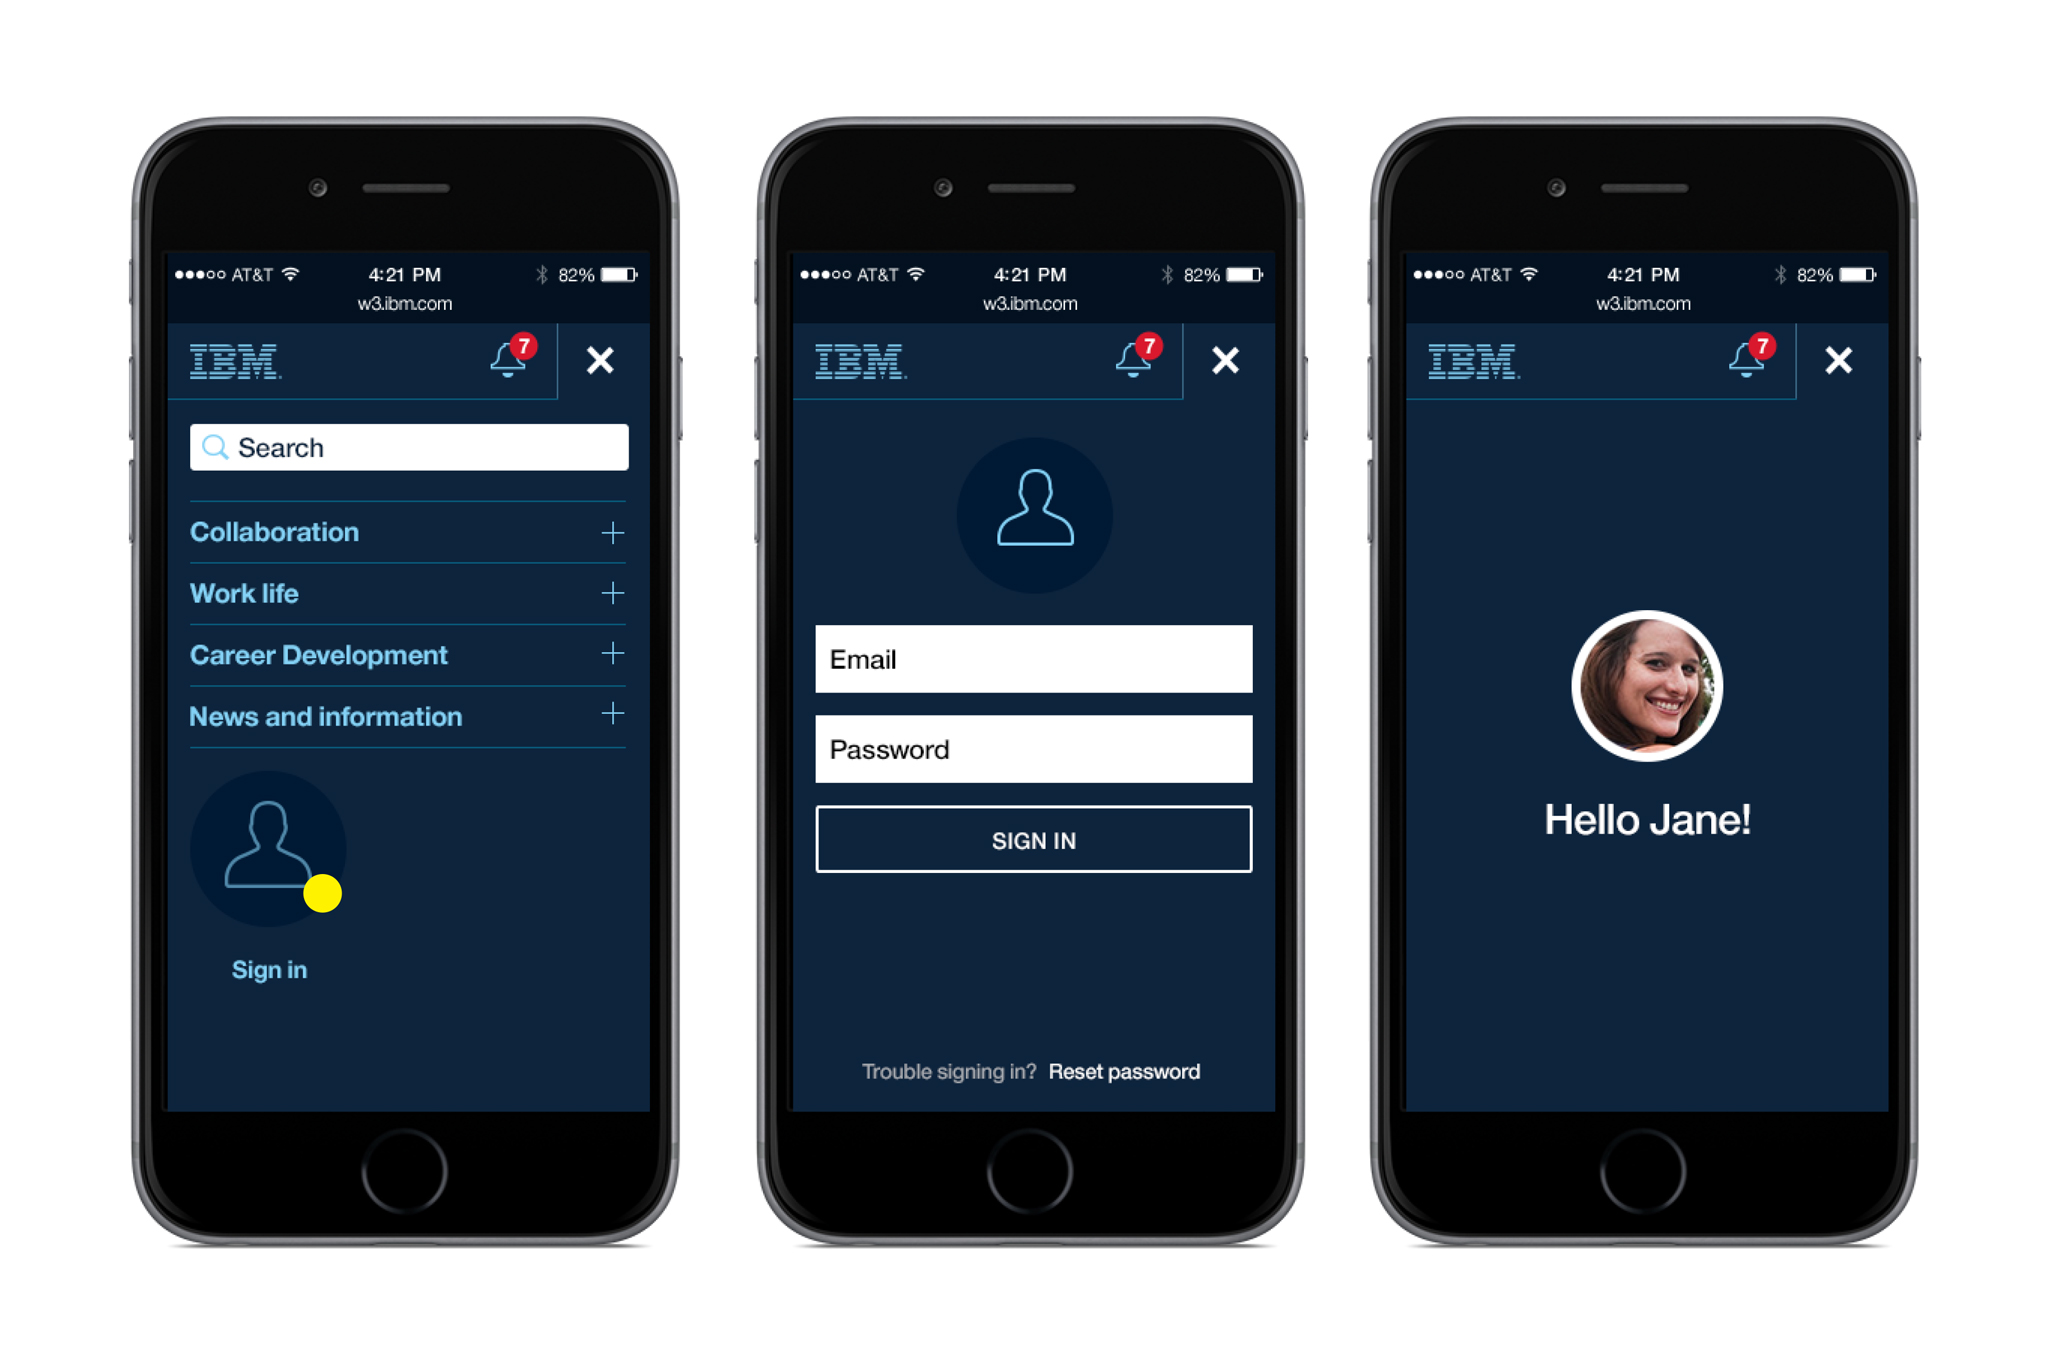 AT&T 4:21 PM 82%
w3.ibm.com
IBM 7
Search
Collaboration
Work life
Career Development
News and information
Sign in
AT&T 4:21 PM 82%
w3.ibm.com
IBM 7
Email
Password
SIGN IN
Trouble signing in? Reset password
AT&T 4:21 PM 82%
w3.ibm.com
IBM 7
Hello Jane!